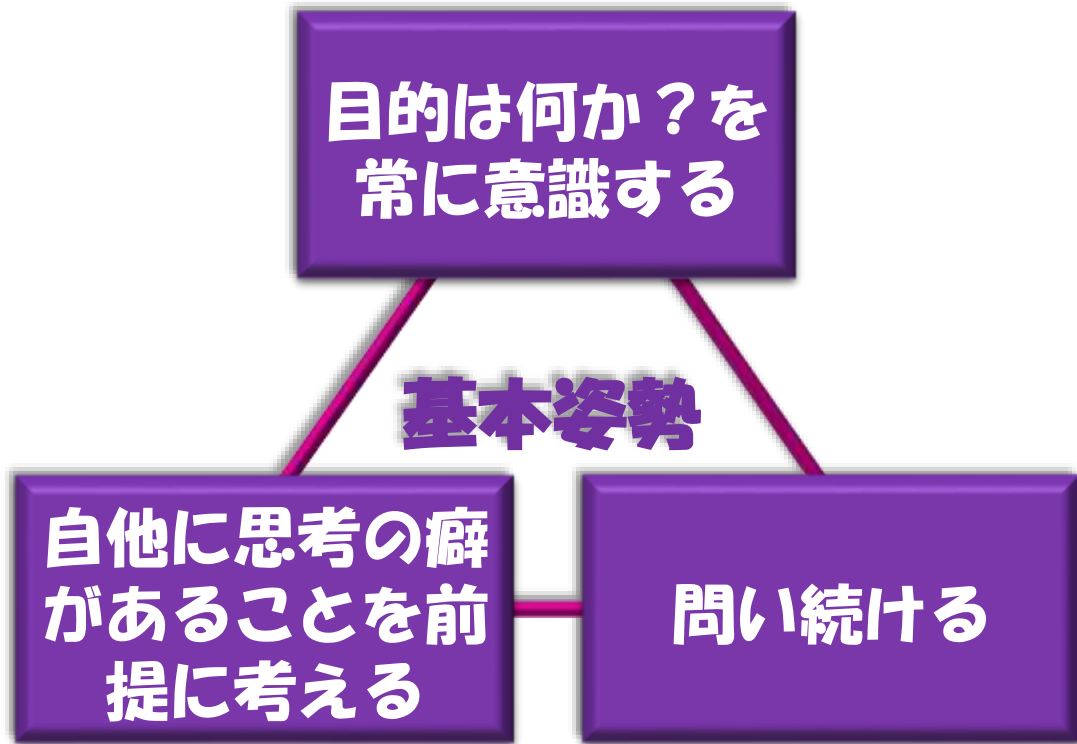 目的は何か？を
常に意識する
基本姿勢
自他に思考の癖
があることを前
提に考える
問い続ける